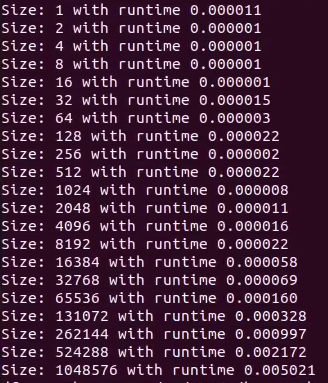 Size: 1 with runtime 0.000011
Size: 2 with runtime 0.000001
Size: 4 with runtime 0.000001
Size: 8 with runtime 0.000001
Size: 16 with runtime 0.000001
Size: 32 with runtime 0.000015
Size: 64 with runtime 0.000003
Size: 128 with runtime 0.000022
Size: 256 with runtime 0.000002
Size: 512 with runtime 0.000022
Size: 1024 with runtime 0.000008
Size: 2048 with runtime 0.000011
Size: 4096 with runtime 0.000016
Size: 8192 with runtime 0.000022
Size: 16384 with runtime 0.000058
Size: 32768 with runtime 0.000069
Size: 65536 with runtime 0.000160
Size: 131072 with runtime 0.000328
Size: 262144 with runtime 0.000997
Size: 524288 with runtime 0.002172
Size: 1048576 with runtime 0.005021